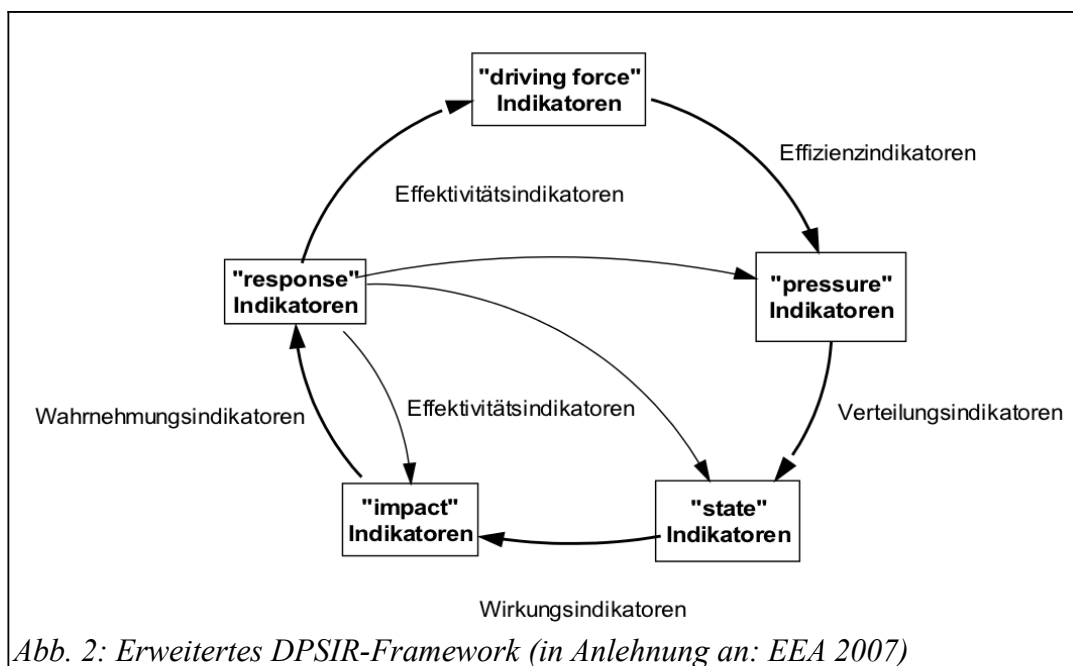 "driving force"
Indikatoren
Effizienzindikatoren
Effektivitätsindikatoren
"response"
Indikatoren
"pressure"
Indikatoren
Wahrnehmungsindikatoren
Effektivitätsindikatoren
Verteilungsindikatoren
"impact"
Indikatoren
"state"
Indikatoren
Wirkungsindikatoren
Abb. 2: Erweitertes DPSIR-Framework (in Anlehnung an: EEA 2007)